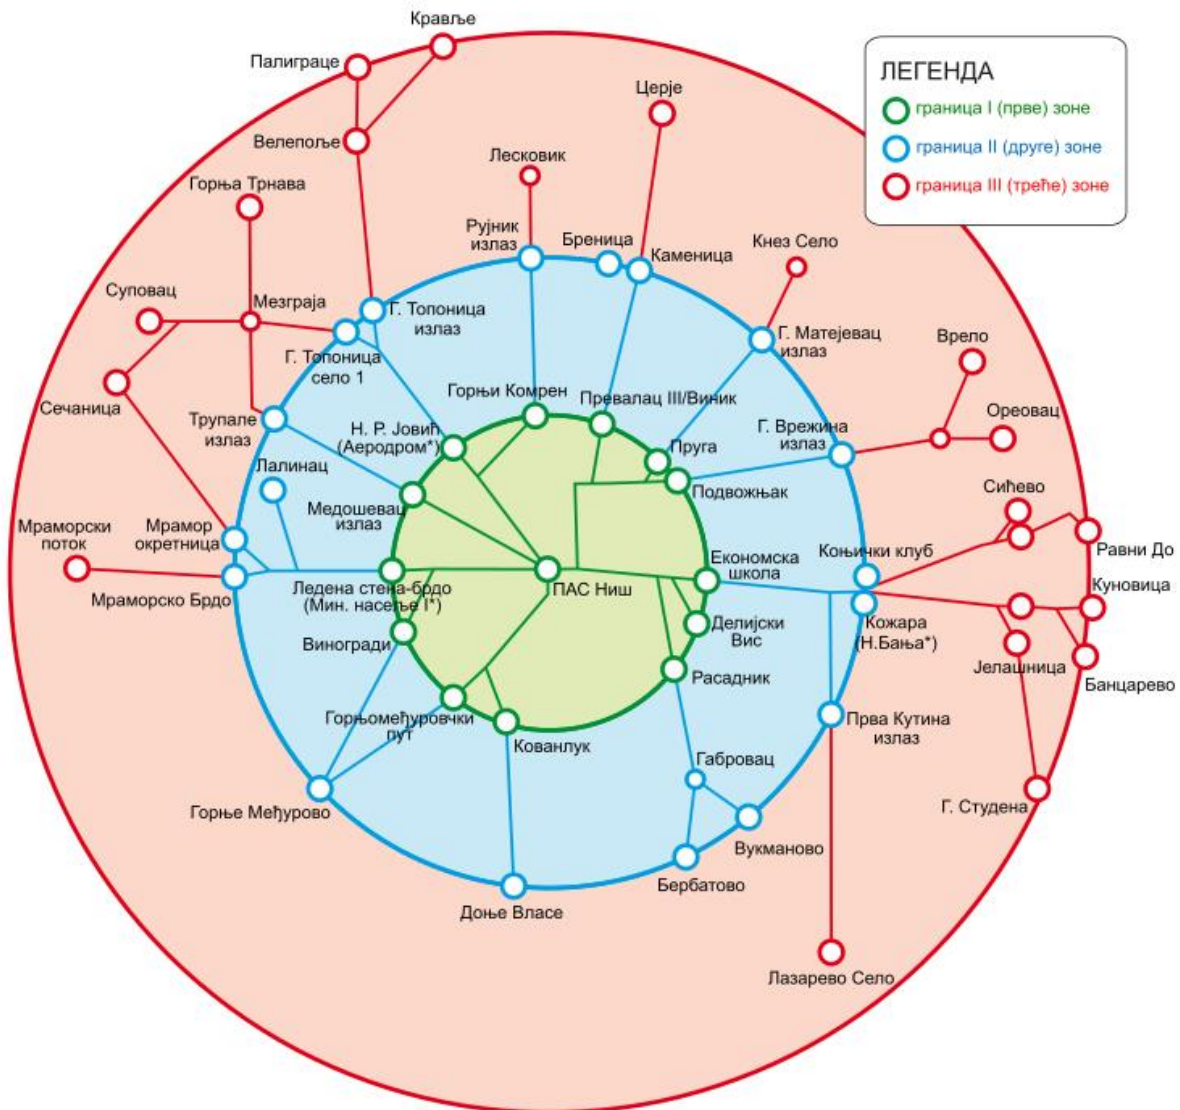 Кравље
Палиграце
ЛЕГЕНДА
граница I (прве) зоне
граница II (друге) зоне
граница III (треће) зоне
Церје
Велепоље
Лесковик
Горња Трнава
Рујник
излаз
Бреница
Каменица
Кнез Село
Суповац
Мезграја
Г. Топоница
излаз
Г. Топоница
село 1
Г. Матејевац
излаз
Врело
Сечаница
Трупале
излаз
Горњи Комрен
Превалац III/Виник
Ореовац
Н. Р. Јовић
(Аеродром*)
Пруга
Г. Врежина
излаз
Лалинац
Медошевац
излаз
Подвожњак
Сићево
Мраморски
поток
Мрамор
окретница
Коњички клуб
Равни До
Мраморско Брдо
Ледена стена-брдо
(Мин. насеље I*)
ПАС Ниш
Економска
школа
Куновица
Виногради
Делијски
Вис
Кожара
(Н.Бања*)
Јелашница
Банцарево
Расадник
Горњомеђуровчки
пут
Кованлук
Прва Кутина
излаз
Габровац
Горње Међурово
Г. Студена
Вукманово
Бербатово
Доње Власе
Лазарево Село